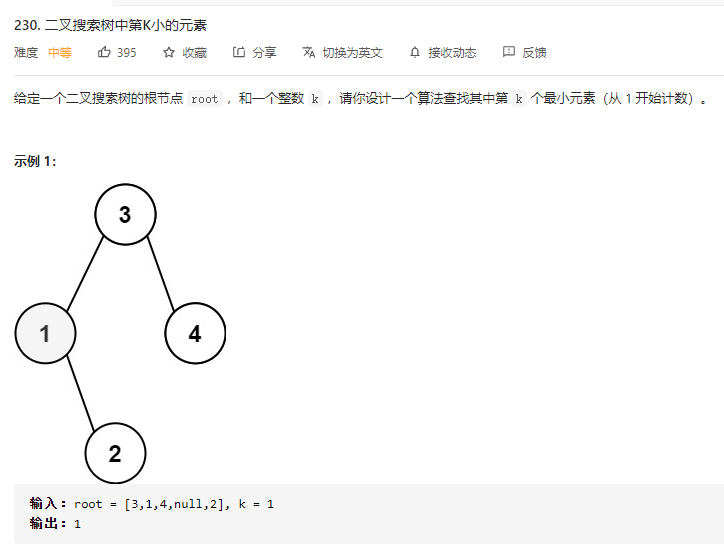 230. 二叉搜索树中第K小的元素
难度 中等 395 收藏 分享 切换为英文 接收动态 反馈
给定一个二叉搜索树的根节点 root ，和一个整数 k ，请你设计一个算法查找其中第 k 个最小元素（从 1 开始计数）。
示例 1：
3
1
4
2
输入：root = [3,1,4,null,2], k = 1
输出：1